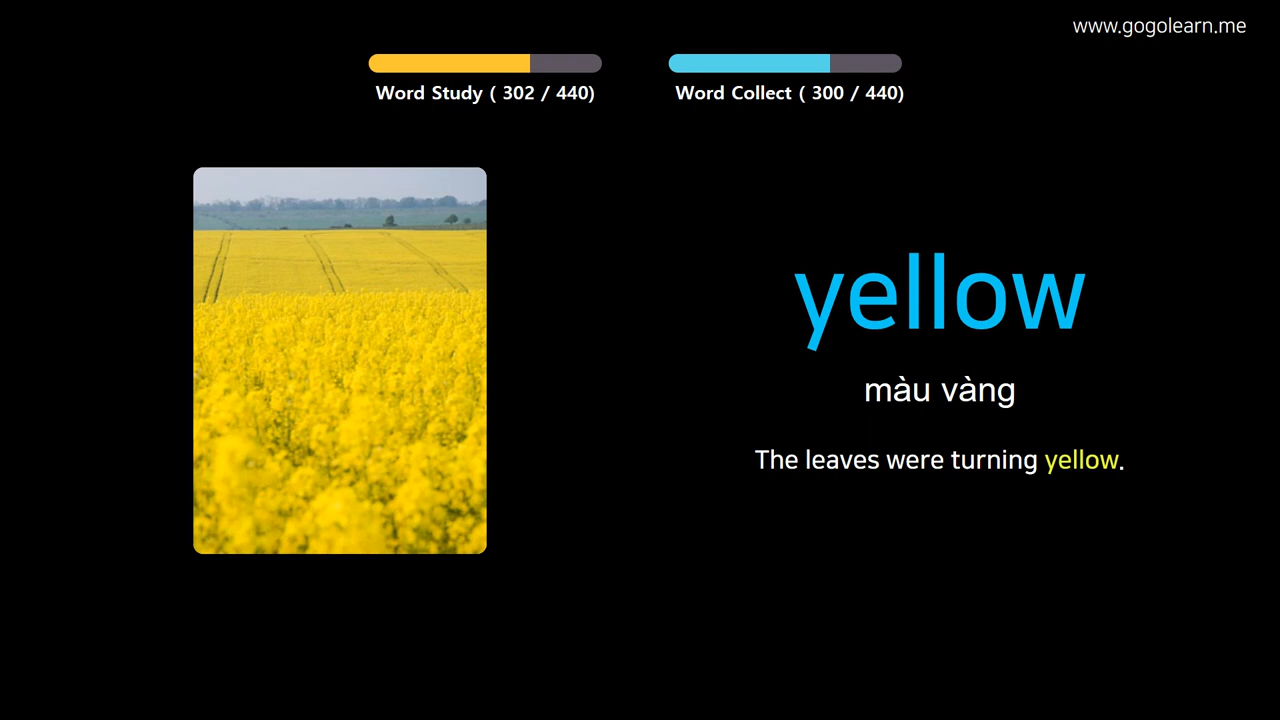 www.gogolearn.me
Word Study ( 302 / 440)
Word Collect ( 300 / 440)
yellow
màu vàng
The leaves were turning yellow.